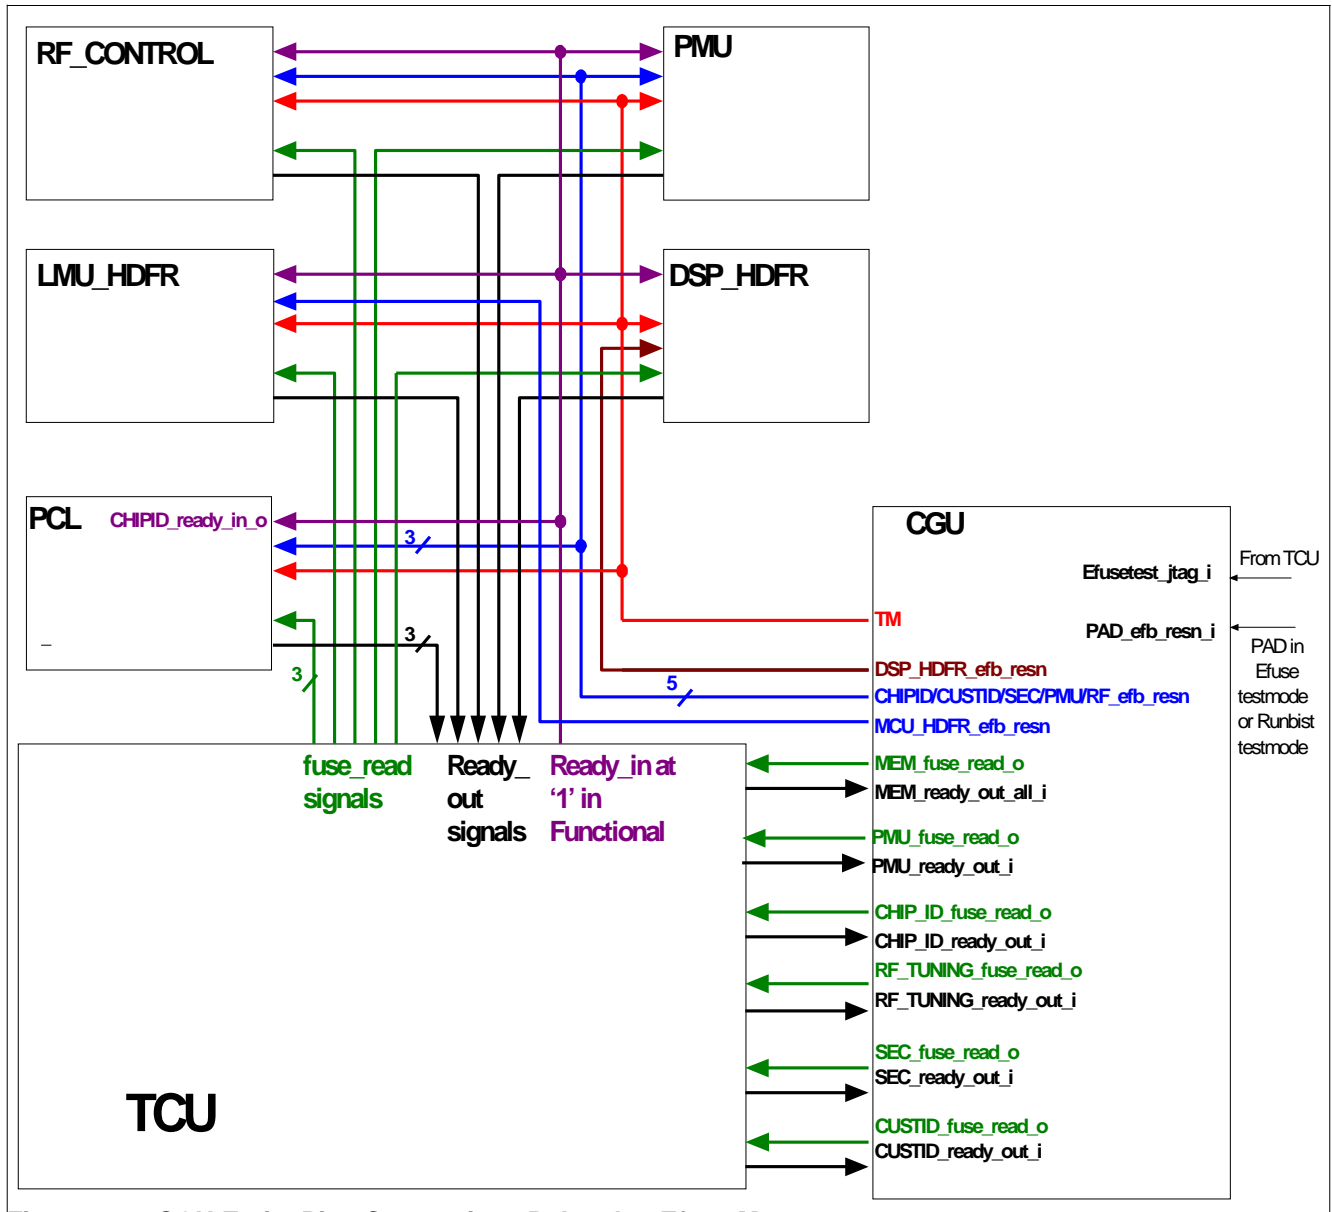 RF_CONTROL
PMU
LMU_HDFR
DSP_HDFR
PCL
CHIPID_ready_in_o
3
_
3
3
CGU
Efusetest_jtag_i
From TCU
TM
PAD_efb_resn_i
PAD in
Efuse
testmode
or Runbist
testmode
DSP_HDFR_efb_resn
5
CHIPID/CUSTID/SEC/PMU/RF_efb_resn
MCU_HDFR_efb_resn
fuse_read
signals
Ready_
out
signals
Ready_in at
‘1’ in
Functional
MEM_fuse_read_o
MEM_ready_out_all_i
PMU_fuse_read_o
PMU_ready_out_i
CHIP_ID_fuse_read_o
CHIP_ID_ready_out_i
RF_TUNING_fuse_read_o
RF_TUNING_ready_out_i
SEC_fuse_read_o
SEC_ready_out_i
CUSTID_fuse_read_o
CUSTID_ready_out_i
TCU